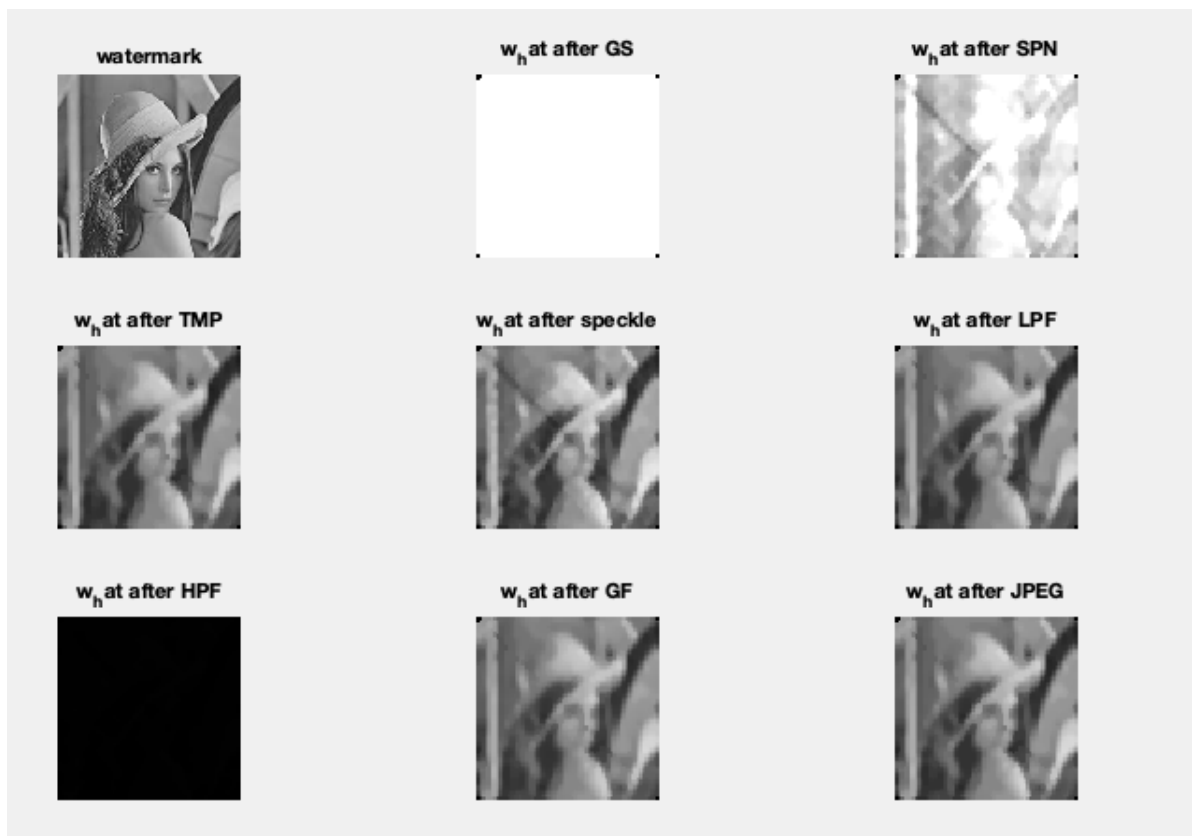 watermark
w_hat after GS
w_hat after SPN
w_hat after TMP
w_hat after speckle
w_hat after LPF
w_hat after HPF
w_hat after GF
w_hat after JPEG